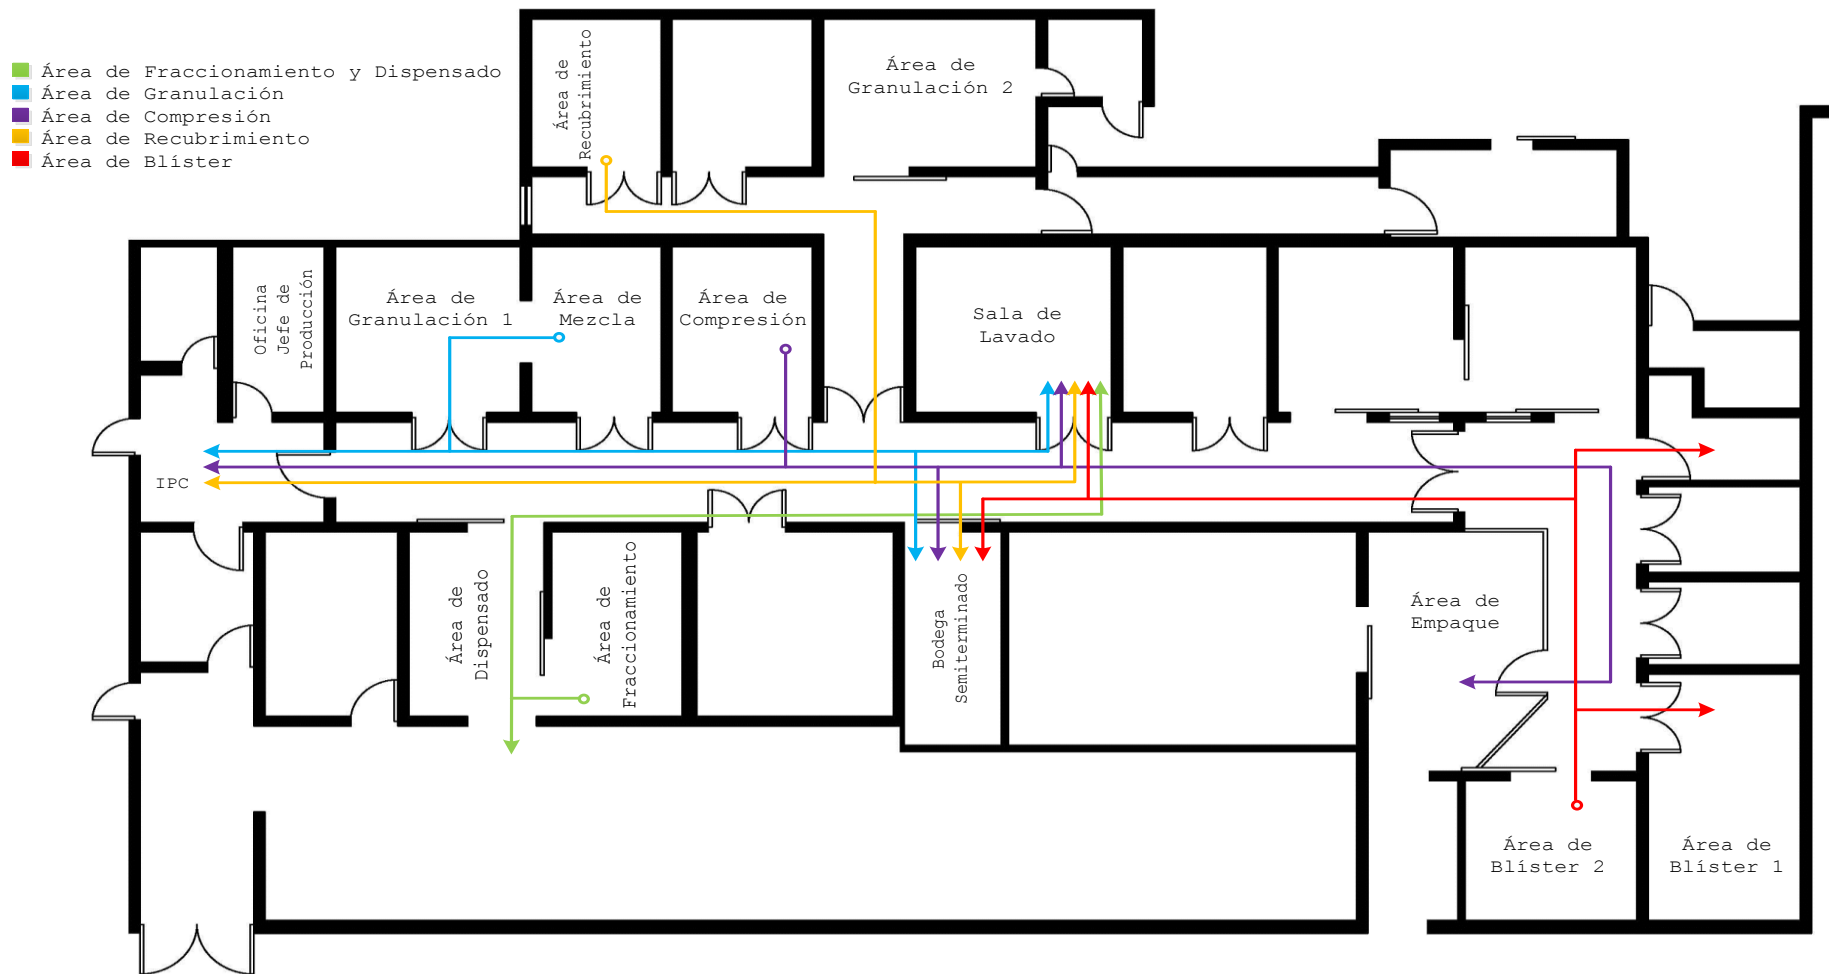 Área de Fraccionamiento y Dispensado
Área de Granulación
Área de Compresión
Área de Recubrimiento
Área de Blíster
Área de
Recubrimiento
Área de
Granulación 2
Oficina
Jefe de
Producción
Área de
Granulación 1
Área de
Mezcla
Área de
Compresión
Sala de
Lavado
IPC
Área de
Dispensado
Área de
Fraccionamiento
Bodega
Semiterminado
Área de
Empaque
Área de
Blíster 2
Área de
Blíster 1